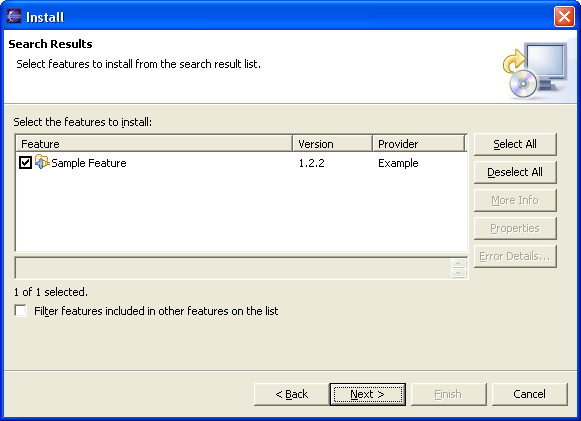 Install
Search Results
Select features to install from the search result list.
Select the features to install:
Feature Version Provider
Sample Feature 1.2.2 Example
Select All
Deselect All
More Info
Properties
Error Details...
1 of 1 selected.
Filter features included in other features on the list
< Back Next > Finish Cancel